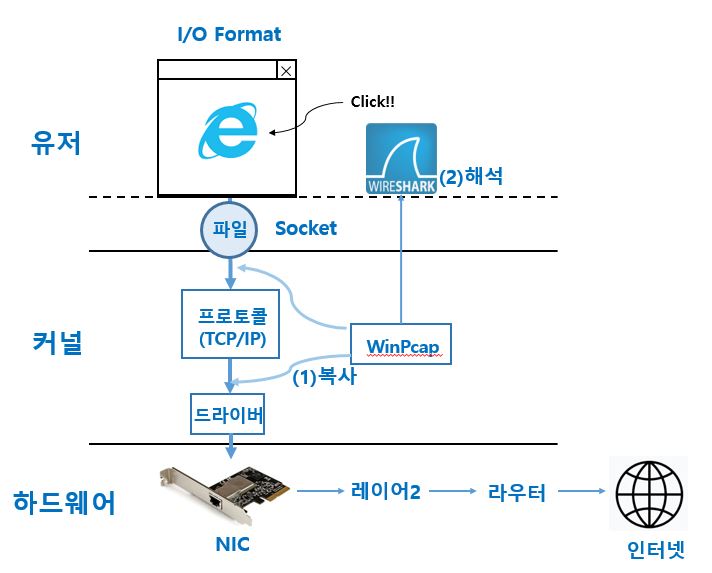 I/O Format
Click!!
유저
WIRESHARK
(2)해석
파일
Socket
프로토콜
(TCP/IP)
커널
WinPcap
(1)복사
드라이버
하드웨어
레이어2
라우터
NIC
인터넷